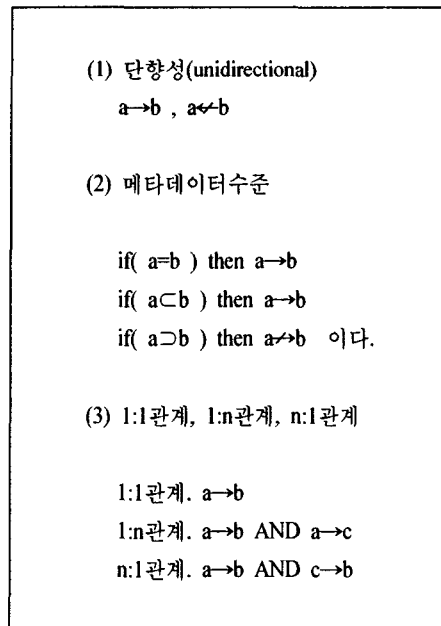 (1) 단향성(unidirectional)
a→b , a↚b
(2) 메타데이터수준
if( a=b ) then a→b
if( a⊂b ) then a→b
if( a⊃b ) then a↛b 이다.
(3) 1:1관계, 1:n관계, n:1관계
1:1관계. a→b
1:n관계. a→b AND a→c
n:1관계. a→b AND c→b